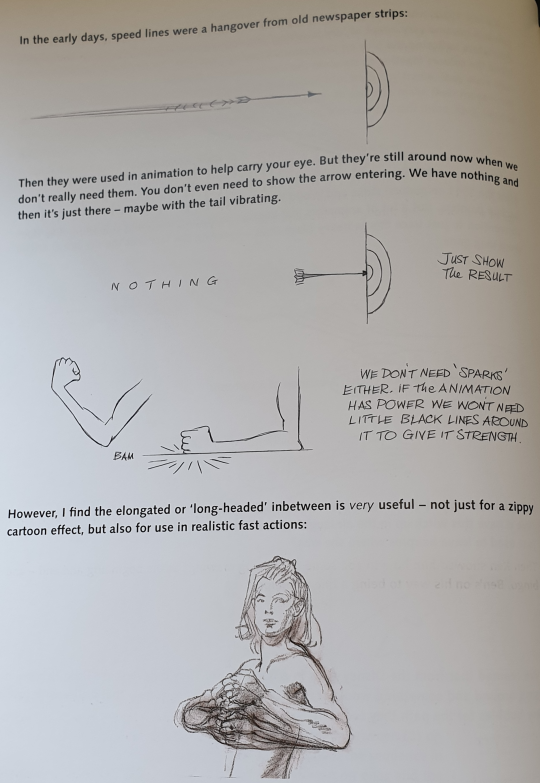 In the early days, speed lines were a hangover from old newspaper strips:
Then they were used in animation to help carry your eye. But they're still around now when we
don't really need them. You don't even need to show the arrow entering. We have nothing and
then it's just there – maybe with the tail vibrating.
NOTHING
JUST SHOW
The RESULT
WE DON'T NEED 'SPARKS'
EITHER. IF the ANIMATION
HAS POWER WE WON'T NEED
LITTLE BLACK LINES AROUND
IT TO GIVE IT STRENGTH.
BAM
However, I find the elongated or 'long-headed' inbetween is very useful – not just for a zippy
cartoon effect, but also for use in realistic fast actions: